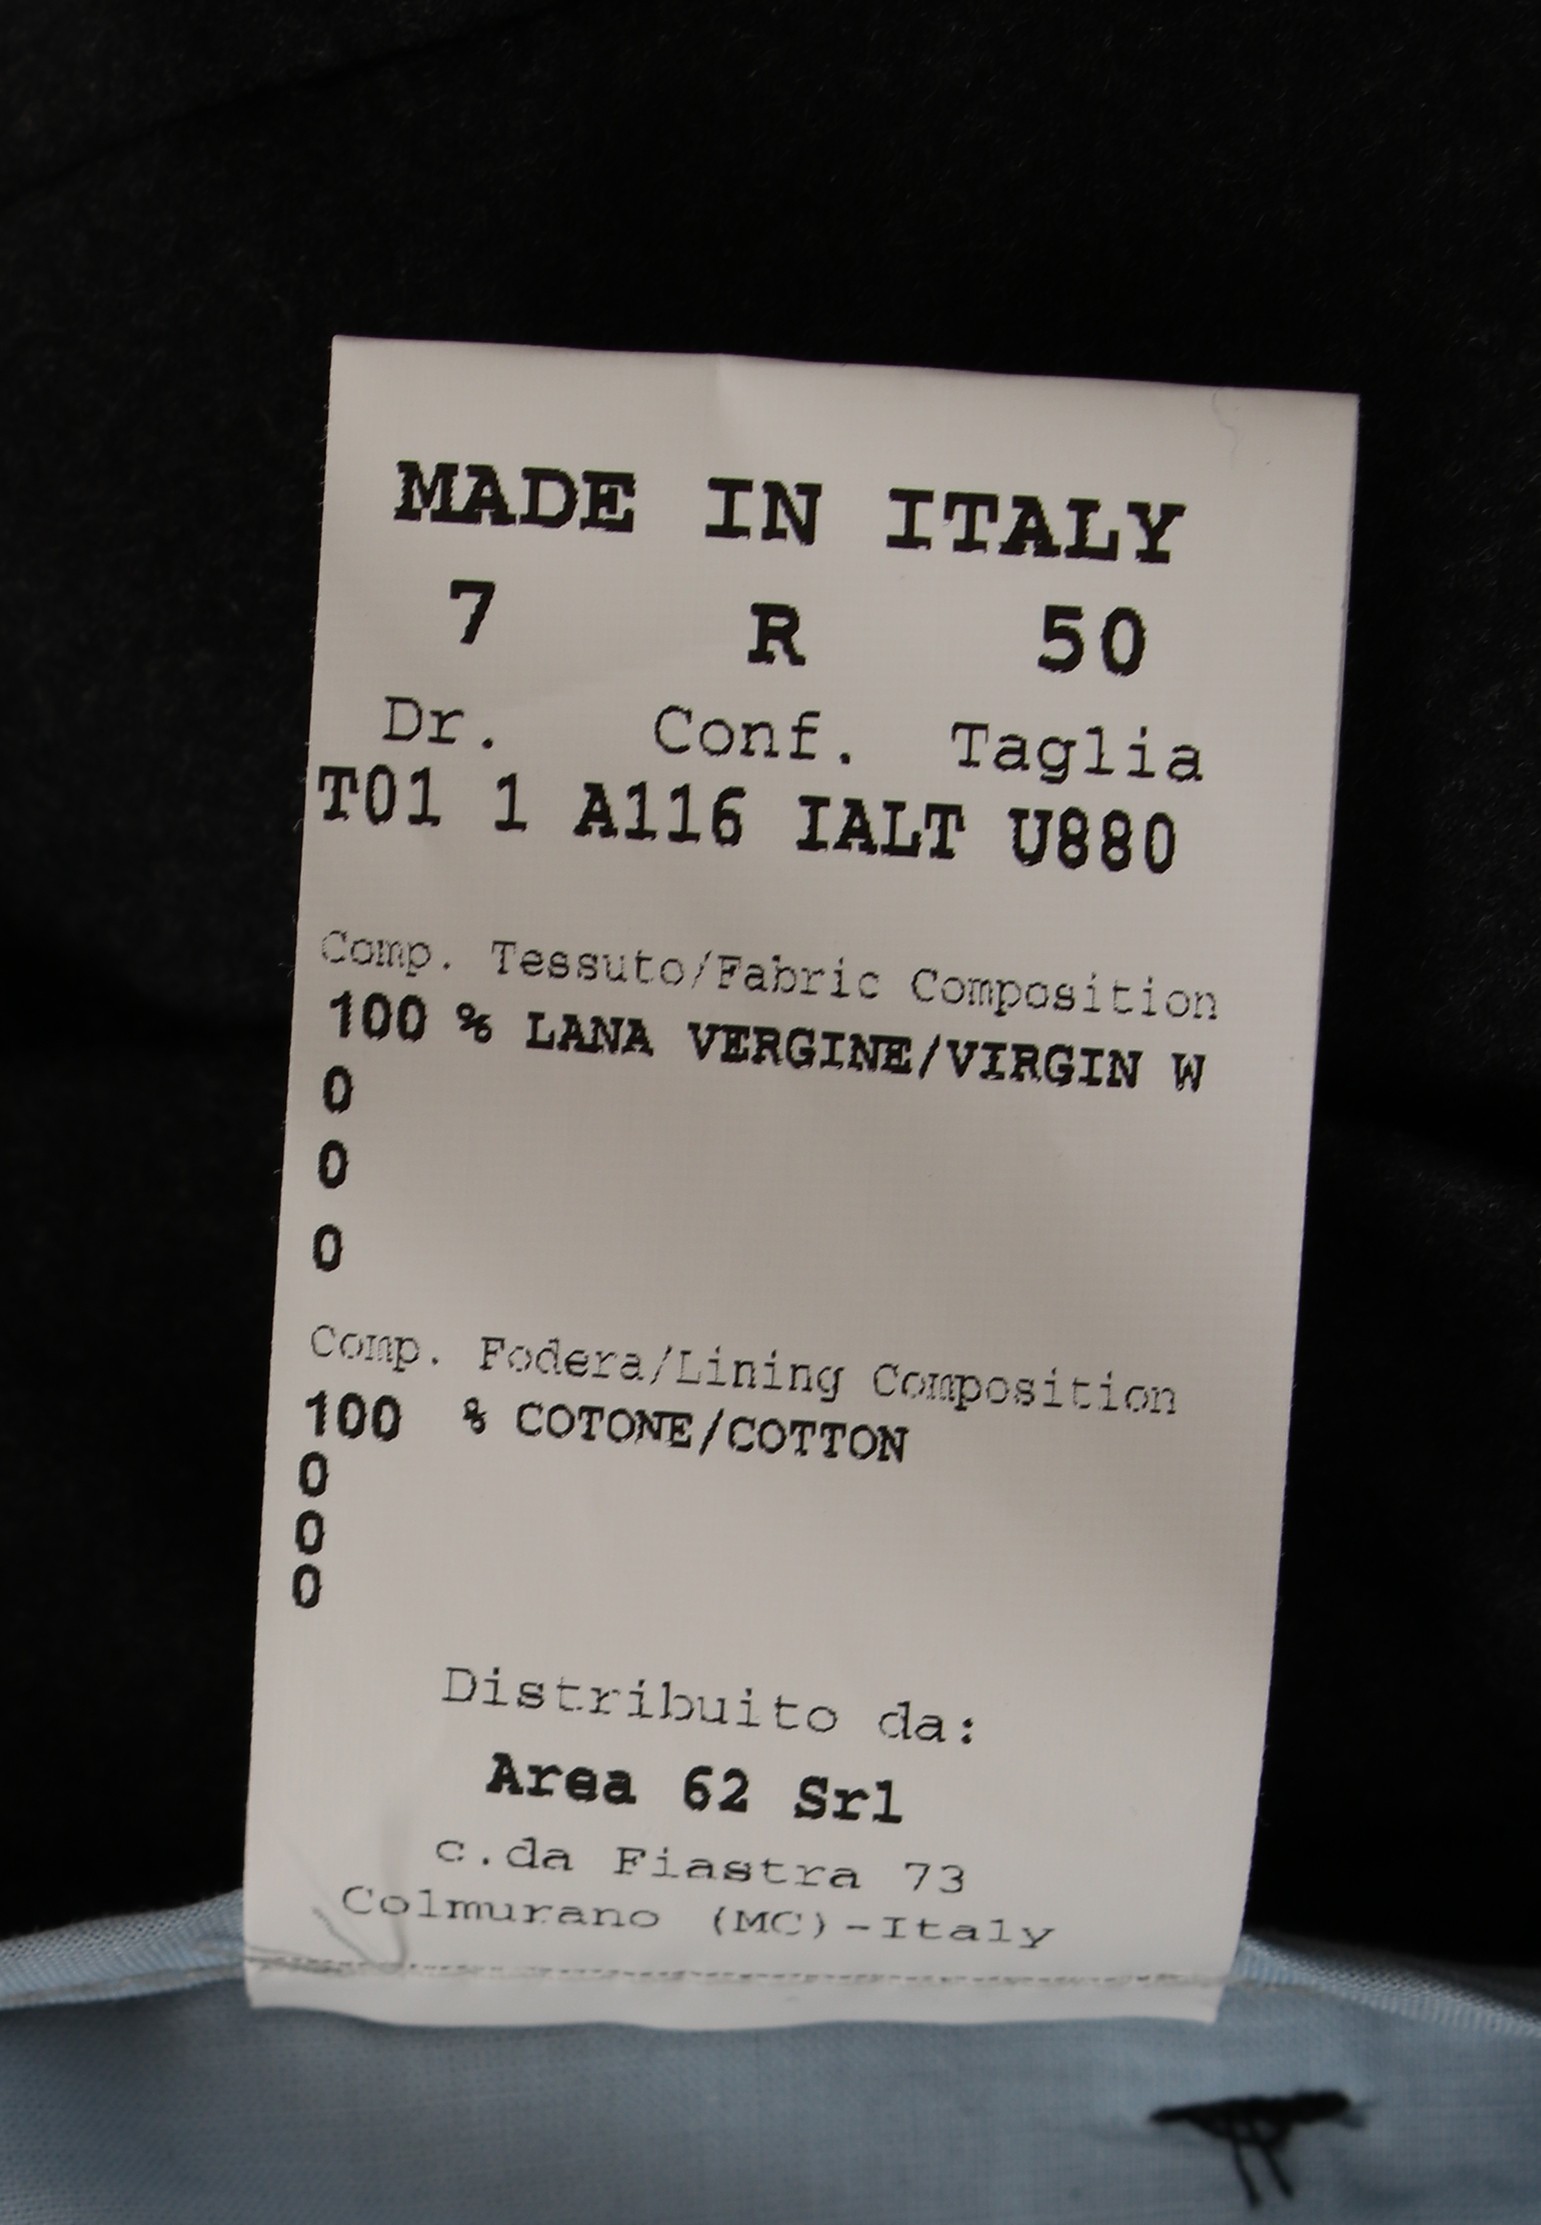 MADE IN ITALY
7 R 50
Dr. Conf. Taglia
T01 1 A116 IALT U880
Comp. Tessuto/Fabric Composition
100 % LANA VERGINE/VIRGIN W
0
0
0
Comp. Fodera/Lining Composition
100 % COTONE/COTTON
0
0
0
Distribuito da:
Area 62 Srl
c.da Fiastra 73
Colmurano (MC)-Italy